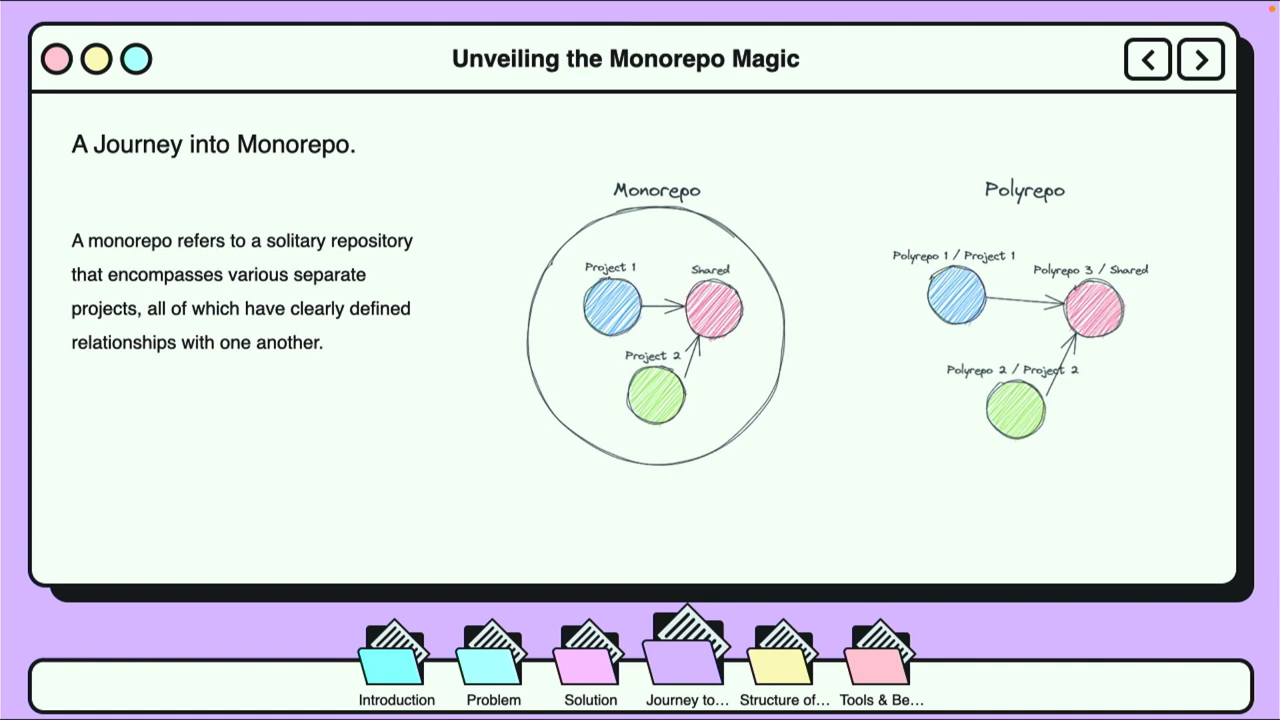 Unveiling the Monorepo Magic
A Journey into Monorepo.
A monorepo refers to a solitary repository
that encompasses various separate
projects, all of which have clearly defined
relationships with one another.
Monorepo
Project 1
Shared
Project 2
Polyrepo
Polyrepo 1 / Project 1
Polyrepo 3 / Shared
Polyrepo 2 / Project 2
Introduction
Problem
Solution
Journey to...
Structure of...
Tools & Be...